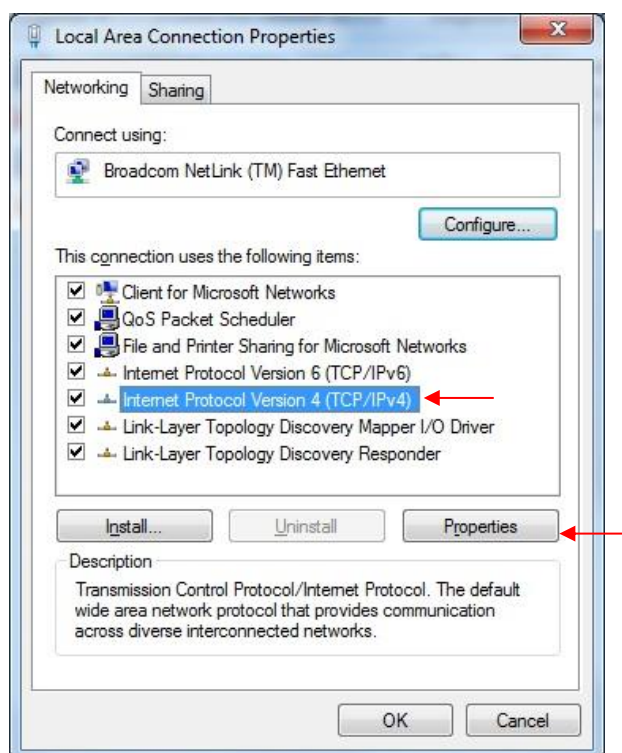 Local Area Connection Properties
Networking
Sharing
Connect using:
Broadcom NetLink (TM) Fast Ethernet
Configure...
This connection uses the following items:
Client for Microsoft Networks
QoS Packet Scheduler
File and Printer Sharing for Microsoft Networks
Internet Protocol Version 6 (TCP/IPv6)
Internet Protocol Version 4 (TCP/IPv4)
Link-Layer Topology Discovery Mapper I/O Driver
Link-Layer Topology Discovery Responder
Install...
Uninstall
Properties
Description
Transmission Control Protocol/Internet Protocol. The default
wide area network protocol that provides communication
across diverse interconnected networks.
OK
Cancel